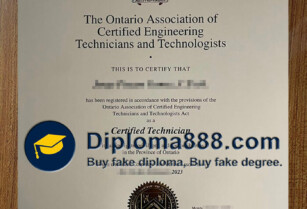 The Ontario Association of
Certified Engineering
Technicians and Technologists
THIS IS TO CERTIFY THAT
has been registered in accordance with the provisions of the
Ontario Association of Certified Engineering
Technicians and Technologists Act
as a
Certified Technician
Diploma888.com
Buy fake diploma. Buy fake degree.
in the Province of Ontario
2021